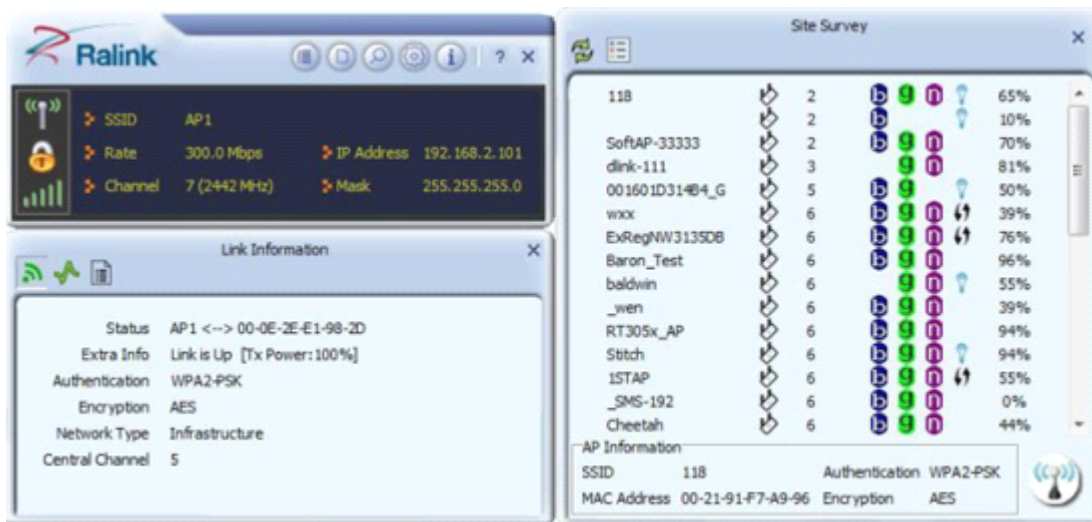 Ralink
? ×
SSID AP1
Rate 300.0 Mbps IP Address 192.168.2.101
Channel 7 (2442 MHz) Mask 255.255.255.0
Link Information
Status AP1 <--> 00-0E-2E-E1-98-2D
Extra Info Link is Up [Tx Power:100%]
Authentication WPA2-PSK
Encryption AES
Network Type Infrastructure
Central Channel 5
Site Survey
118 2 b g n 65%
2 b 10%
SoftAP-33333 2 b g n 70%
dlink-111 3 g n 81%
001601D314B4_G 5 b g 50%
wxx 6 b g n 39%
ExRegNW3135DB 6 b g n 76%
Baron_Test 6 b g n 96%
baldwin 6 g n 55%
_wen 6 b g n 39%
RT305x_AP 6 b g n 94%
Stitch 6 b g n 94%
1STAP 6 b g n 55%
_SMS-192 6 b g n 0%
Cheetah 6 b g n 44%
AP Information
SSID 118 Authentication WPA2-PSK
MAC Address 00-21-91-F7-A9-96 Encryption AES